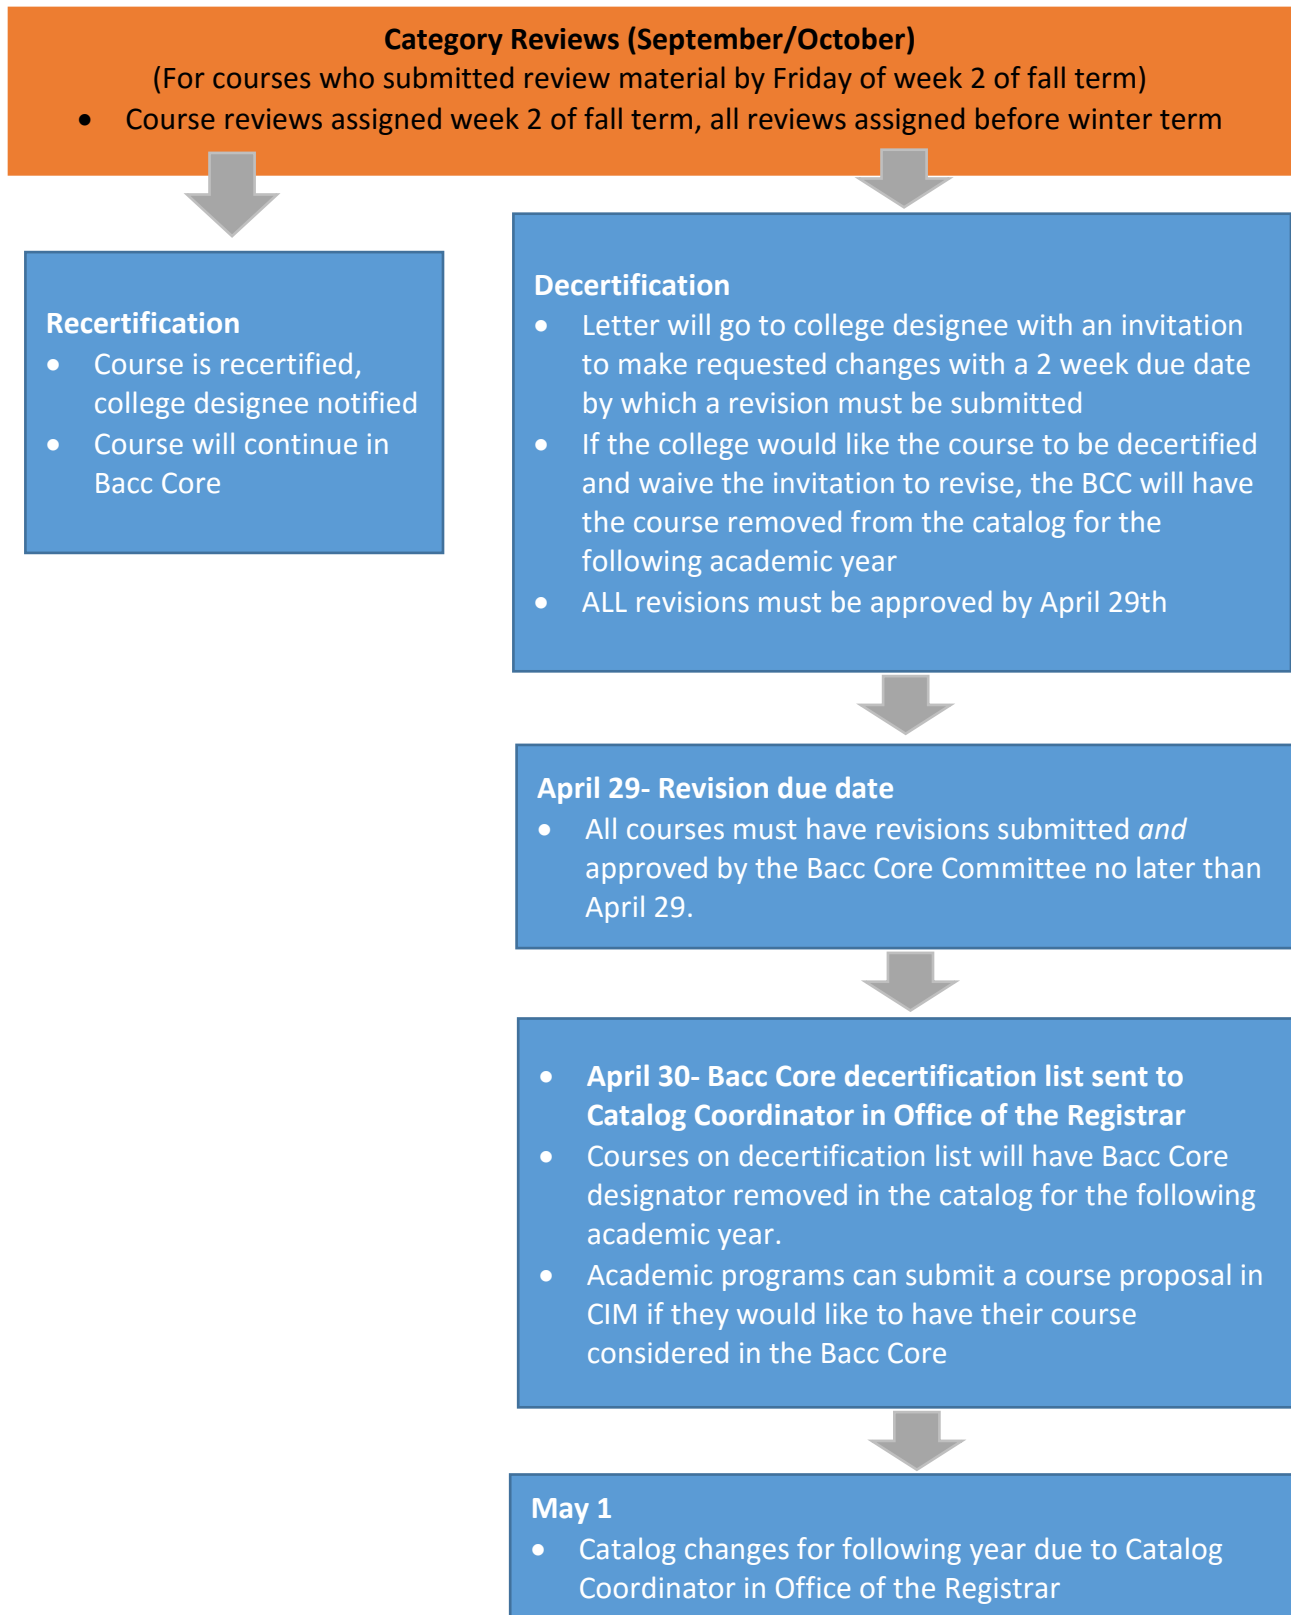 Category Reviews (September/October)
(For courses who submitted review material by Friday of week 2 of fall term)
• Course reviews assigned week 2 of fall term, all reviews assigned before winter term
Recertification
• Course is recertified,
college designee notified
• Course will continue in
Bacc Core
Decertification
• Letter will go to college designee with an invitation
to make requested changes with a 2 week due date
by which a revision must be submitted
• If the college would like the course to be decertified
and waive the invitation to revise, the BCC will have
the course removed from the catalog for the
following academic year
• ALL revisions must be approved by April 29th
April 29- Revision due date
• All courses must have revisions submitted and
approved by the Bacc Core Committee no later than
April 29.
• April 30- Bacc Core decertification list sent to
Catalog Coordinator in Office of the Registrar
• Courses on decertification list will have Bacc Core
designator removed in the catalog for the following
academic year.
• Academic programs can submit a course proposal in
CIM if they would like to have their course
considered in the Bacc Core
May 1
• Catalog changes for following year due to Catalog
Coordinator in Office of the Registrar